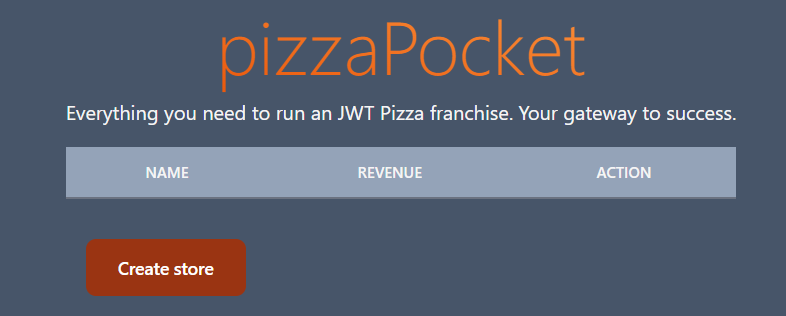 pizzaPocket
Everything you need to run an JWT Pizza franchise. Your gateway to success.
NAME REVENUE ACTION
Create store